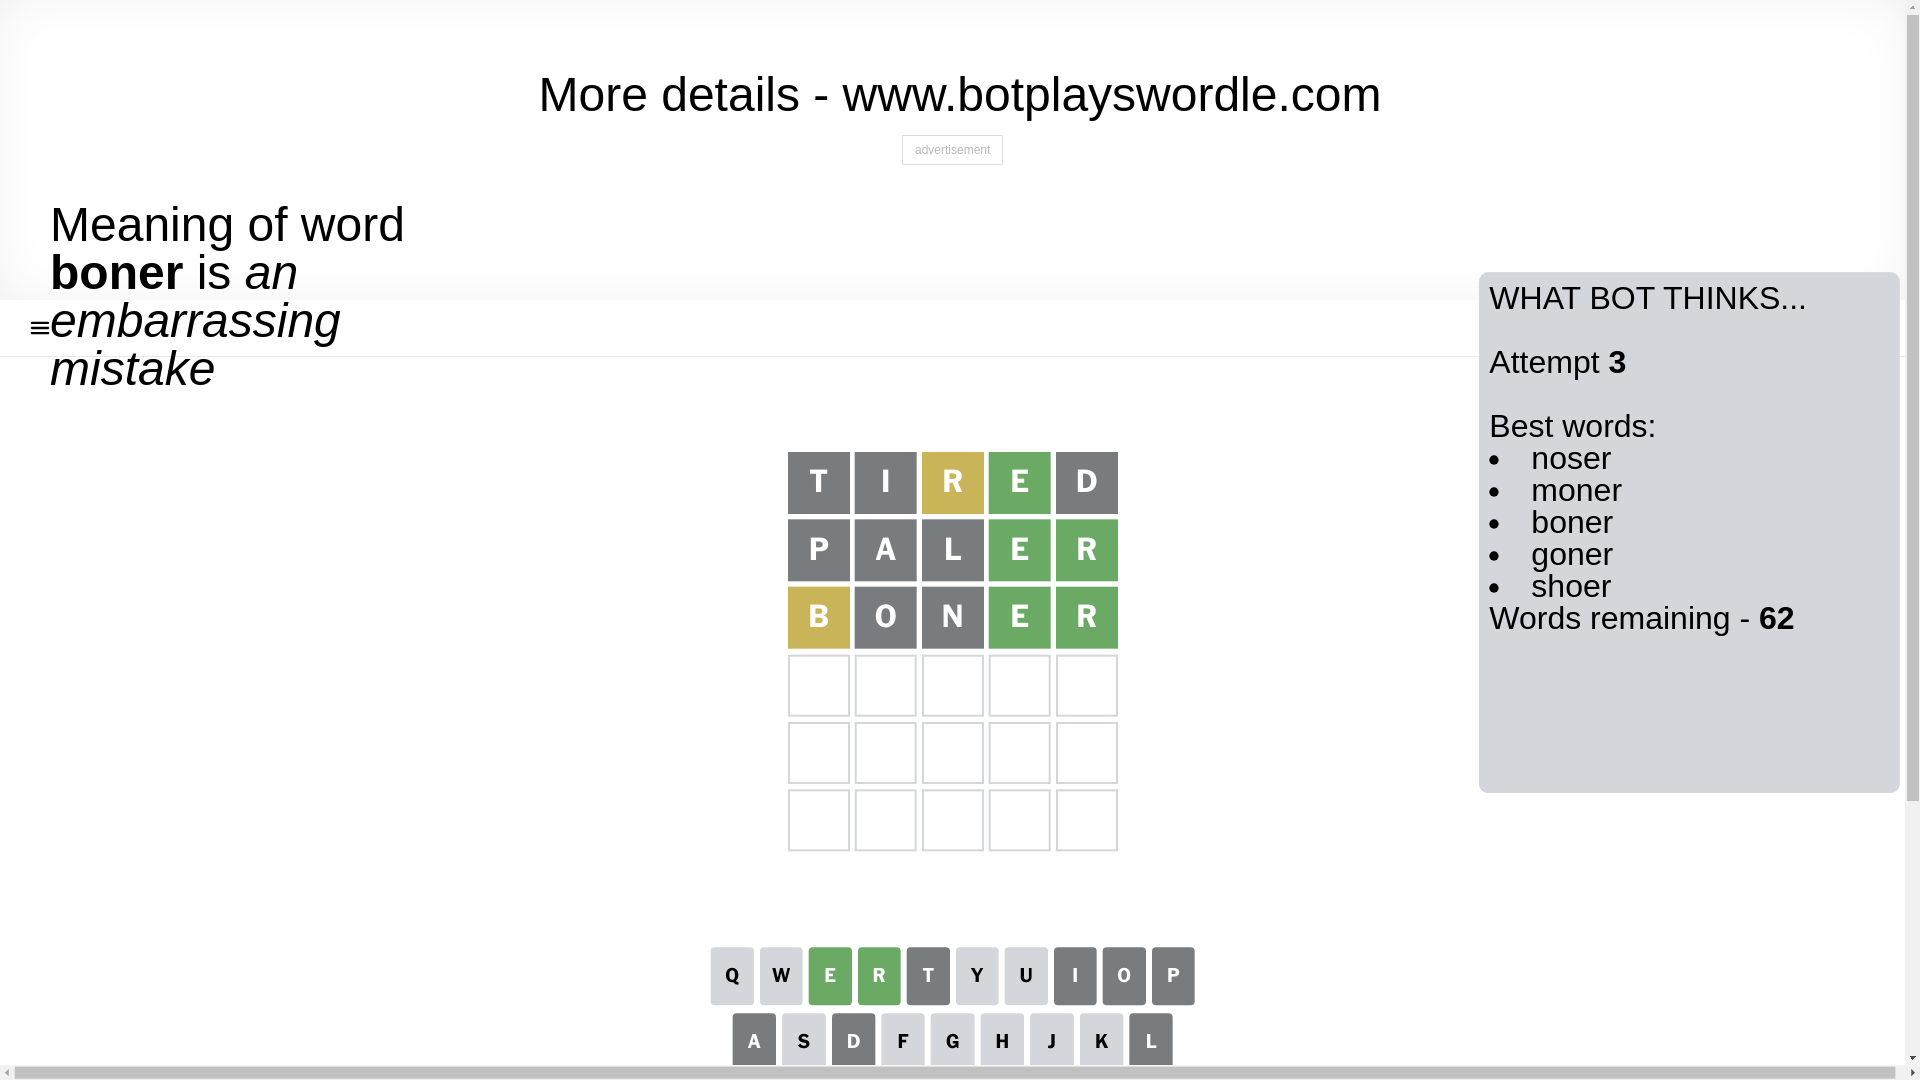 More details - www.botplayswordle.com
advertisement
Meaning of word
boner is an
embarrassing
mistake
WHAT BOT THINKS...
Attempt 3
Best words:
• noser
• moner
• boner
• goner
• shoer
Words remaining - 62
T I R E D
P A L E R
B O N E R
Q W E R T Y U I O P
A S D F G H J K L